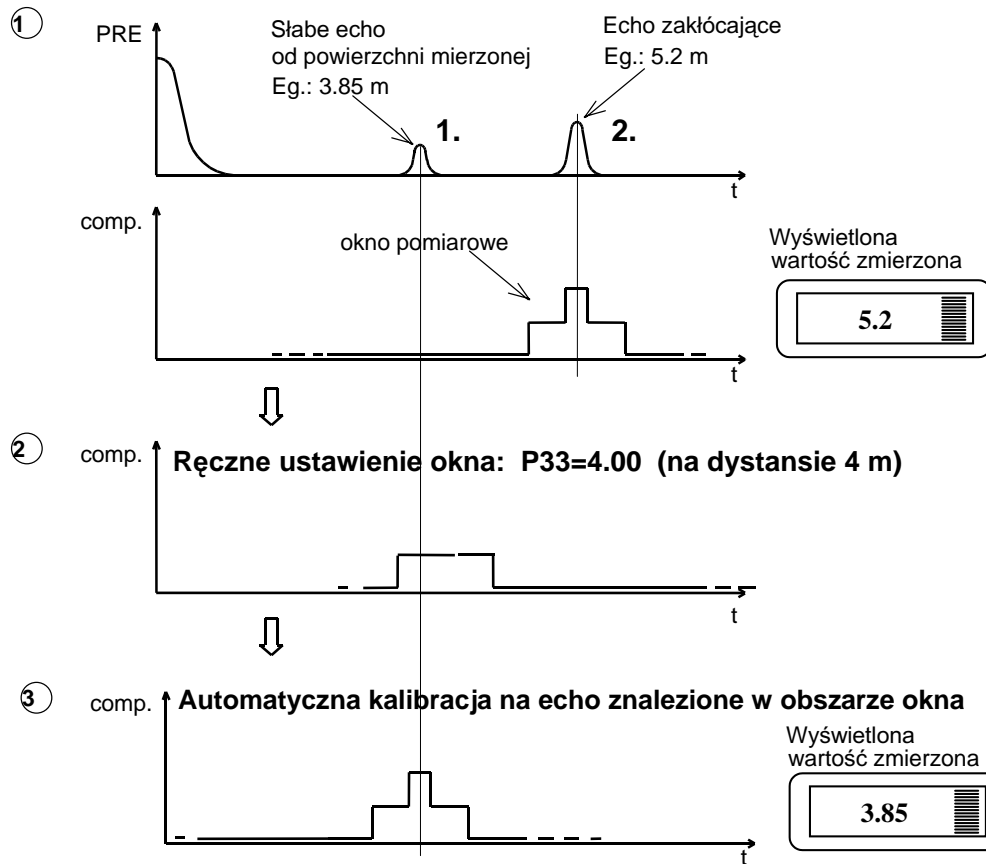 1
PRE
Słabe echo
od powierzchni mierzonej
Eg.: 3.85 m
Echo zakłócające
Eg.: 5.2 m
1.
2.
t
comp.
okno pomiarowe
Wyświetlona
wartość zmierzona
5.2
t
2
comp.
Ręczne ustawienie okna: P33=4.00 (na dystansie 4 m)
t
3
comp.
Automatyczna kalibracja na echo znalezione w obszarze okna
Wyświetlona
wartość zmierzona
3.85
t